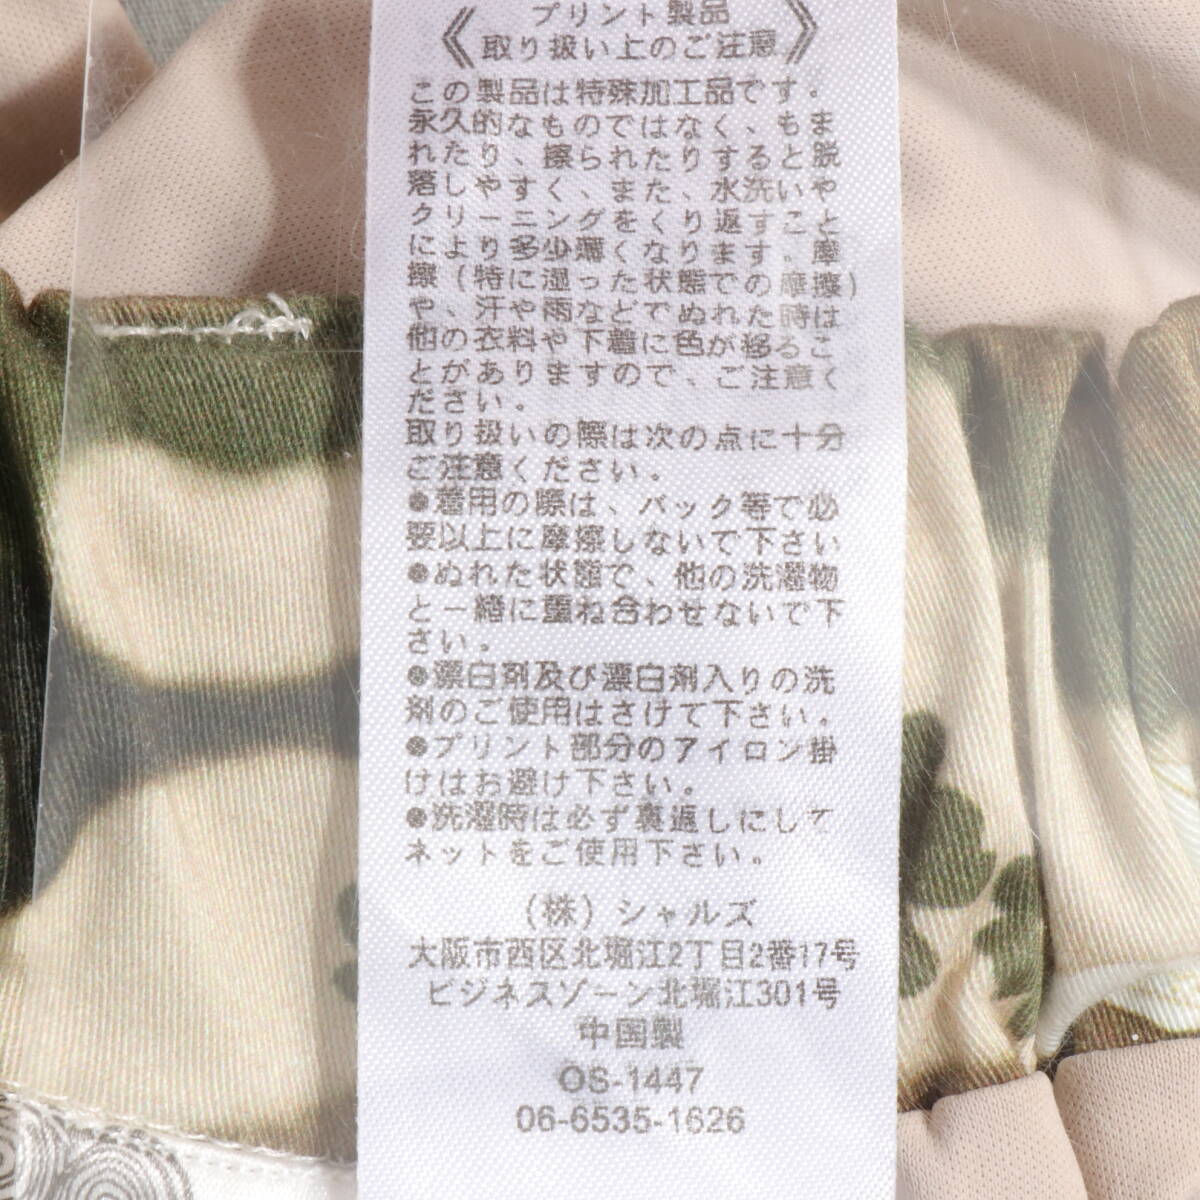 《プリント製品
取り扱い上のご注意》
この製品は特殊加工品です。
永久的なものではなく、もま
れたり、擦られたりすると脱
落しやすく、また、水洗いや
クリーニングをくり返すこと
により多少薄くなります。摩
擦(特に湿った状態での摩擦)
や、汗や雨などでぬれた時は
他の衣料や下着に色が移るこ
とがありますので、ご注意く
ださい。
取り扱いの際は次の点に十分
ご注意ください。
●着用の際は、バック等で必
要以上に摩擦しないで下さい
●ぬれた状態で、他の洗濯物
と一緒に重ね合わせないで下
さい。
●漂白剤及び漂白剤入りの洗
剤のご使用はさけて下さい。
●プリント部分のアイロン掛
けはお避け下さい。
●洗濯時は必ず裏返しにして
ネットをご使用下さい。
(株)シャルズ
大阪市西区北堀江2丁目2番17号
ビジネスゾーン北堀江301号
中国製
OS-1447
06-6535-1626